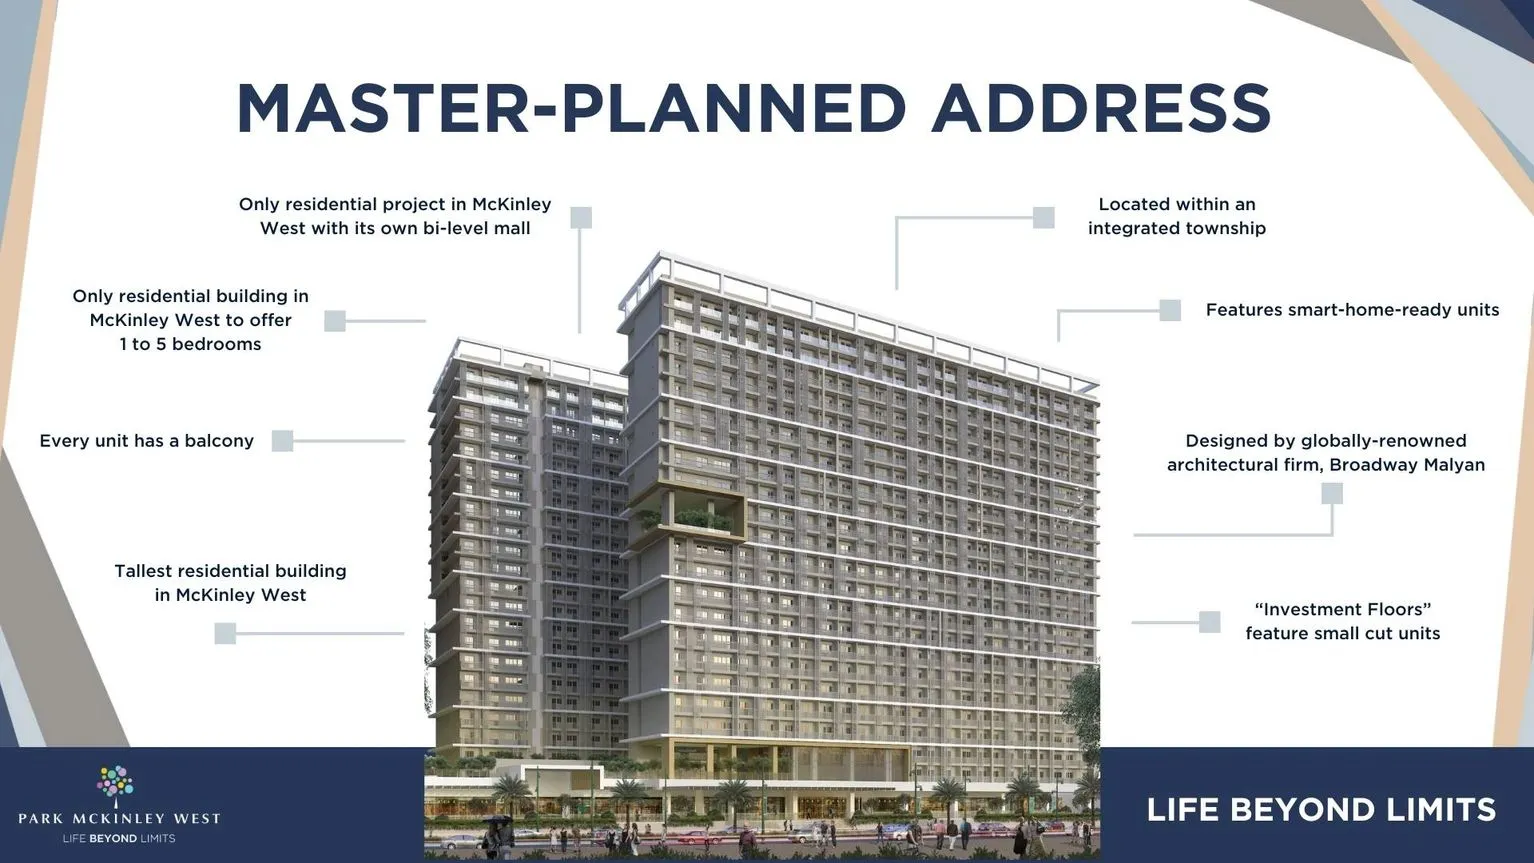 MASTER-PLANNED ADDRESS
Only residential project in McKinley
West with its own bi-level mall
Located within an
integrated township
Only residential building in
McKinley West to offer
1 to 5 bedrooms
Features smart-home-ready units
Every unit has a balcony
Designed by globally-renowned
architectural firm, Broadway Malyan
Tallest residential building
in McKinley West
“Investment Floors”
feature small cut units
PARK MCKINLEY WEST
LIFE BEYOND LIMITS
LIFE BEYOND LIMITS